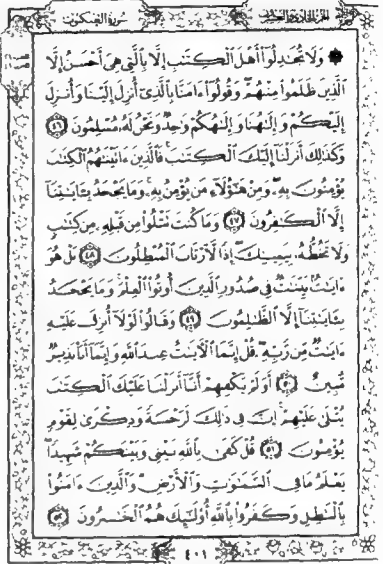 الجزء الحادي والعشرون سورة العنكبوت
۞ وَلَا تُجَٰدِلُوٓا۟ أَهْلَ ٱلْكِتَٰبِ إِلَّا بِٱلَّتِى هِىَ أَحْسَنُ إِلَّا
ٱلَّذِينَ ظَلَمُوا۟ مِنْهُمْ ۖ وَقُولُوٓا۟ ءَامَنَّا بِٱلَّذِىٓ أُنزِلَ إِلَيْنَا وَأُنزِلَ
إِلَيْكُمْ وَإِلَٰهُنَا وَإِلَٰهُكُمْ وَٰحِدٌ وَنَحْنُ لَهُۥ مُسْلِمُونَ ٤٦
وَكَذَٰلِكَ أَنزَلْنَآ إِلَيْكَ ٱلْكِتَٰبَ ۚ فَٱلَّذِينَ ءَاتَيْنَٰهُمُ ٱلْكِتَٰبَ
يُؤْمِنُونَ بِهِۦ ۖ وَمِنْ هَٰٓؤُلَآءِ مَن يُؤْمِنُ بِهِۦ ۚ وَمَا يَجْحَدُ بِـَٔايَٰتِنَآ
إِلَّا ٱلْكَٰفِرُونَ ٤٧ وَمَا كُنتَ تَتْلُوا۟ مِن قَبْلِهِۦ مِن كِتَٰبٍ
وَلَا تَخُطُّهُۥ بِيَمِينِكَ ۖ إِذًا لَّٱرْتَابَ ٱلْمُبْطِلُونَ ٤٨ بَلْ هُوَ
ءَايَٰتٌۢ بَيِّنَٰتٌ فِى صُدُورِ ٱلَّذِينَ أُوتُوا۟ ٱلْعِلْمَ ۚ وَمَا يَجْحَدُ
بِـَٔايَٰتِنَآ إِلَّا ٱلظَّٰلِمُونَ ٤٩ وَقَالُوا۟ لَوْلَآ أُنزِلَ عَلَيْهِ
ءَايَٰتٌ مِّن رَّبِّهِۦ ۖ قُلْ إِنَّمَا ٱلْءَايَٰتُ عِندَ ٱللَّهِ وَإِنَّمَآ أَنَا۠ نَذِيرٌ
مُّبِينٌ ٥٠ أَوَلَمْ يَكْفِهِمْ أَنَّآ أَنزَلْنَا عَلَيْكَ ٱلْكِتَٰبَ
يُتْلَىٰ عَلَيْهِمْ ۚ إِنَّ فِى ذَٰلِكَ لَرَحْمَةً وَذِكْرَىٰ لِقَوْمٍ
يُؤْمِنُونَ ٥١ قُلْ كَفَىٰ بِٱللَّهِ بَيْنِى وَبَيْنَكُمْ شَهِيدًا ۖ
يَعْلَمُ مَا فِى ٱلسَّمَٰوَٰتِ وَٱلْأَرْضِ ۗ وَٱلَّذِينَ ءَامَنُوا۟
بِٱلْبَٰطِلِ وَكَفَرُوا۟ بِٱللَّهِ أُو۟لَٰٓئِكَ هُمُ ٱلْخَٰسِرُونَ ٥٢
٤٠١